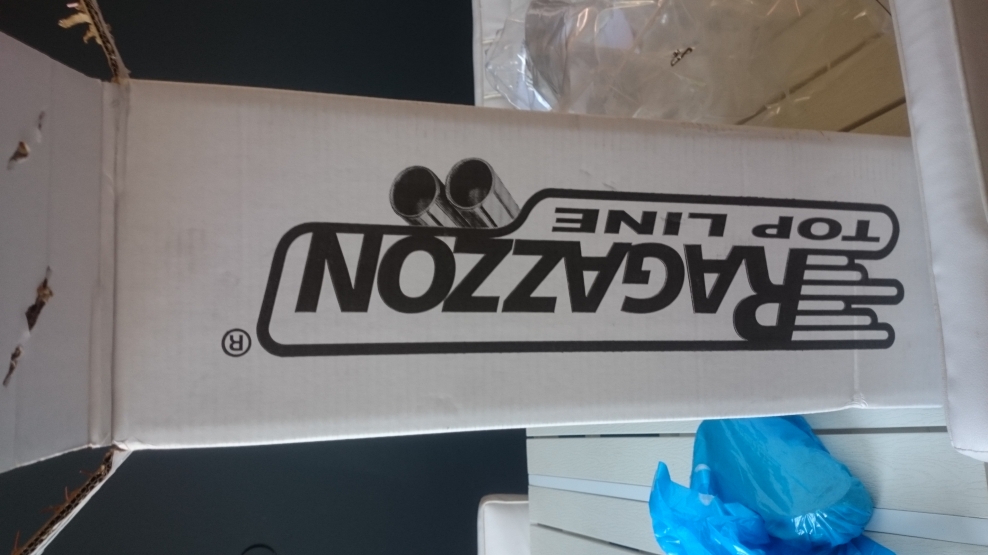 RAGAZZON ®
TOP LINE